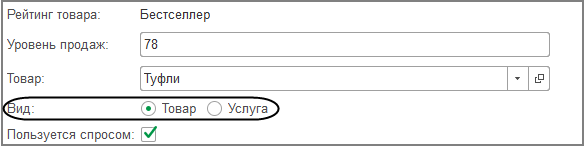 Рейтинг товара: Бестселлер
Уровень продаж: 78
Товар: Туфли
Вид: Товар Услуга
Пользуется спросом: